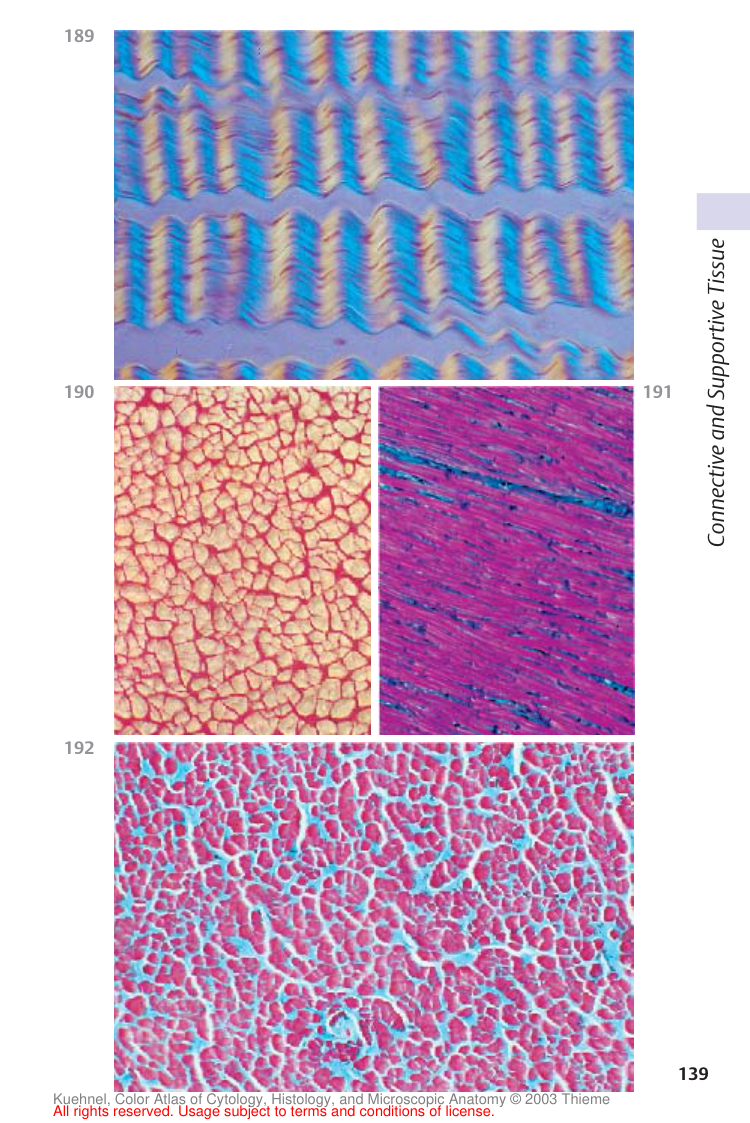 189
190
191
Connective and Supportive Tissue
192
139
Kuehnel, Color Atlas of Cytology, Histology, and Microscopic Anatomy © 2003 Thieme
All rights reserved. Usage subject to terms and conditions of license.